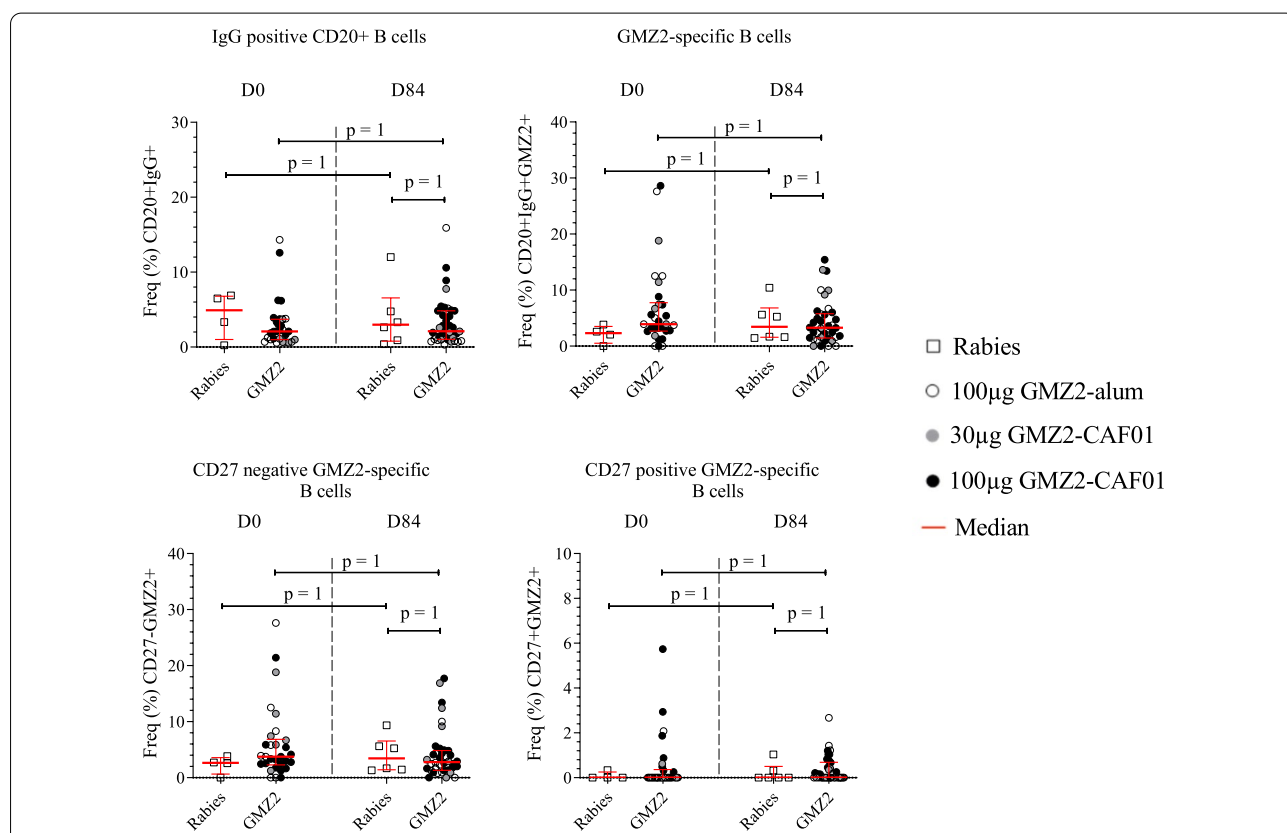 IgG positive CD20+ B cells
D0 D84
Freq (%) CD20+IgG+
30
20
10
0
p = 1
p = 1
p = 1
Rabies GMZ2 Rabies GMZ2
GMZ2-specific B cells
D0 D84
Freq (%) CD20+IgG+GMZ2+
40
30
20
10
0
p = 1
p = 1
p = 1
Rabies GMZ2 Rabies GMZ2
CD27 negative GMZ2-specific
B cells
D0 D84
Freq (%) CD27-GMZ2+
40
30
20
10
0
p = 1
p = 1
p = 1
Rabies GMZ2 Rabies GMZ2
CD27 positive GMZ2-specific
B cells
D0 D84
Freq (%) CD27+GMZ2+
10
8
6
4
2
0
p = 1
p = 1
p = 1
Rabies GMZ2 Rabies GMZ2
Rabies
100µg GMZ2-alum
30µg GMZ2-CAF01
100µg GMZ2-CAF01
Median